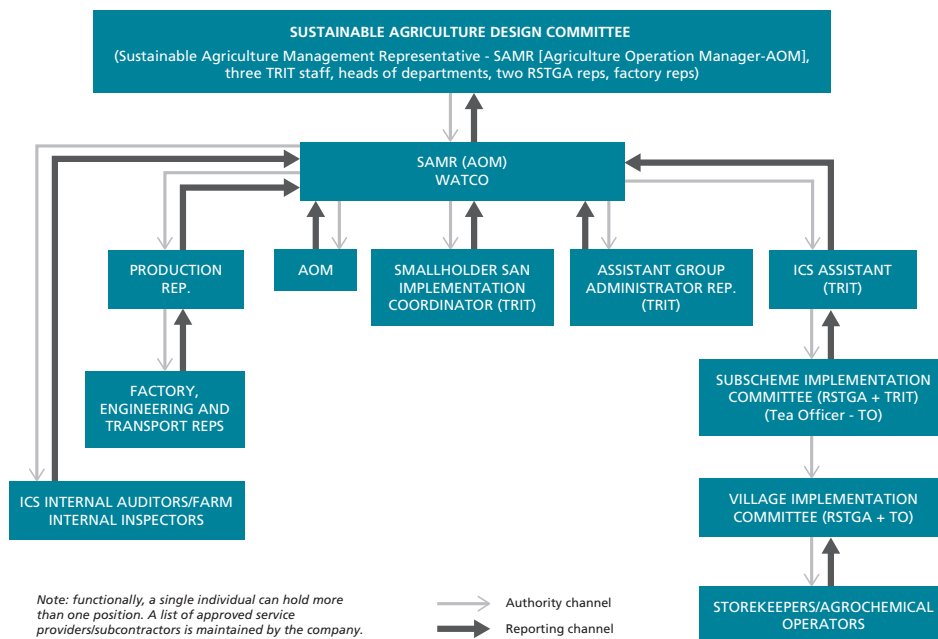 SUSTAINABLE AGRICULTURE DESIGN COMMITTEE
(Sustainable Agriculture Management Representative - SAMR [Agriculture Operation Manager-AOM],
three TRIT staff, heads of departments, two RSTGA reps, factory reps)
SAMR (AOM)
WATCO
PRODUCTION
REP.
AOM
SMALLHOLDER SAN
IMPLEMENTATION
COORDINATOR (TRIT)
ASSISTANT GROUP
ADMINISTRATOR REP.
(TRIT)
ICS ASSISTANT
(TRIT)
FACTORY,
ENGINEERING AND
TRANSPORT REPS
SUBSCHEME IMPLEMENTATION
COMMITTEE (RSTGA + TRIT)
(Tea Officer - TO)
ICS INTERNAL AUDITORS/FARM
INTERNAL INSPECTORS
VILLAGE IMPLEMENTATION
COMMITTEE (RSTGA + TO)
STOREKEEPERS/AGROCHEMICAL
OPERATORS
Note: functionally, a single individual can hold more
than one position. A list of approved service
providers/subcontractors is maintained by the company.
Authority channel
Reporting channel